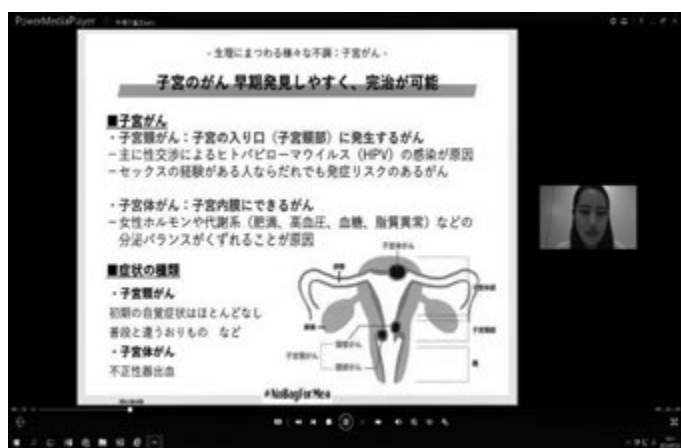 PowerMediaPlayer
- 生理にまつわる様々な不調：子宮がん -
子宮のがん 早期発見しやすく、完治が可能
■子宮がん
・子宮頸がん：子宮の入り口（子宮頸部）に発生するがん
－主に性交渉によるヒトパピローマウイルス（HPV）の感染が原因
－セックスの経験がある人ならだれでも発症リスクのあるがん
・子宮体がん：子宮内膜にできるがん
－女性ホルモンや代謝系（肥満、高血圧、血糖、脂質異常）などの
分泌バランスがくずれることが原因
■症状の種類
・子宮頸がん
初期の自覚症状はほとんどなし
普段と違うおりもの など
・子宮体がん
不正性器出血
子宮体がん
子宮体部
子宮頸部
子宮頸がん
#NoBagForMe